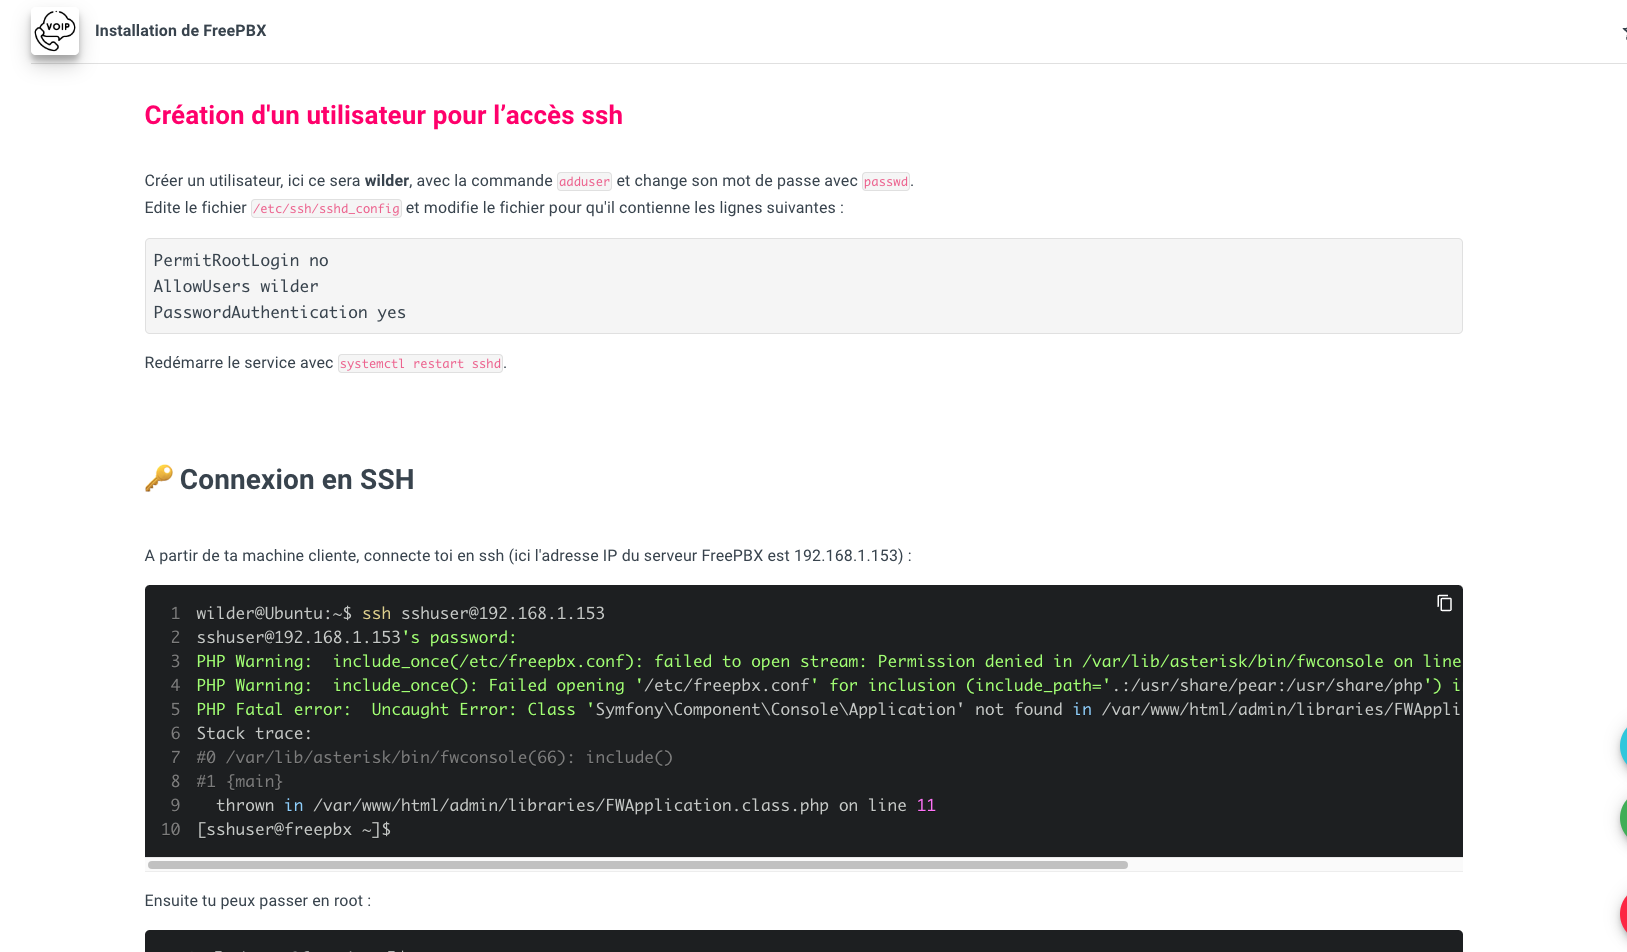 VOIP
Installation de FreePBX
Création d'un utilisateur pour l’accès ssh
Créer un utilisateur, ici ce sera wilder, avec la commande adduser et change son mot de passe avec passwd.
Edite le fichier /etc/ssh/sshd_config et modifie le fichier pour qu'il contienne les lignes suivantes :
PermitRootLogin no
AllowUsers wilder
PasswordAuthentication yes
Redémarre le service avec systemctl restart sshd.
🔑 Connexion en SSH
A partir de ta machine cliente, connecte toi en ssh (ici l'adresse IP du serveur FreePBX est 192.168.1.153) :
1 wilder@Ubuntu:~$ ssh sshuser@192.168.1.153
2 sshuser@192.168.1.153's password:
3 PHP Warning:  include_once(/etc/freepbx.conf): failed to open stream: Permission denied in /var/lib/asterisk/bin/fwconsole on line
4 PHP Warning:  include_once(): Failed opening '/etc/freepbx.conf' for inclusion (include_path='.:/usr/share/pear:/usr/share/php') i
5 PHP Fatal error:  Uncaught Error: Class 'Symfony\Component\Console\Application' not found in /var/www/html/admin/libraries/FWAppli
6 Stack trace:
7 #0 /var/lib/asterisk/bin/fwconsole(66): include()
8 #1 {main}
9   thrown in /var/www/html/admin/libraries/FWApplication.class.php on line 11
10 [sshuser@freepbx ~]$
Ensuite tu peux passer en root :